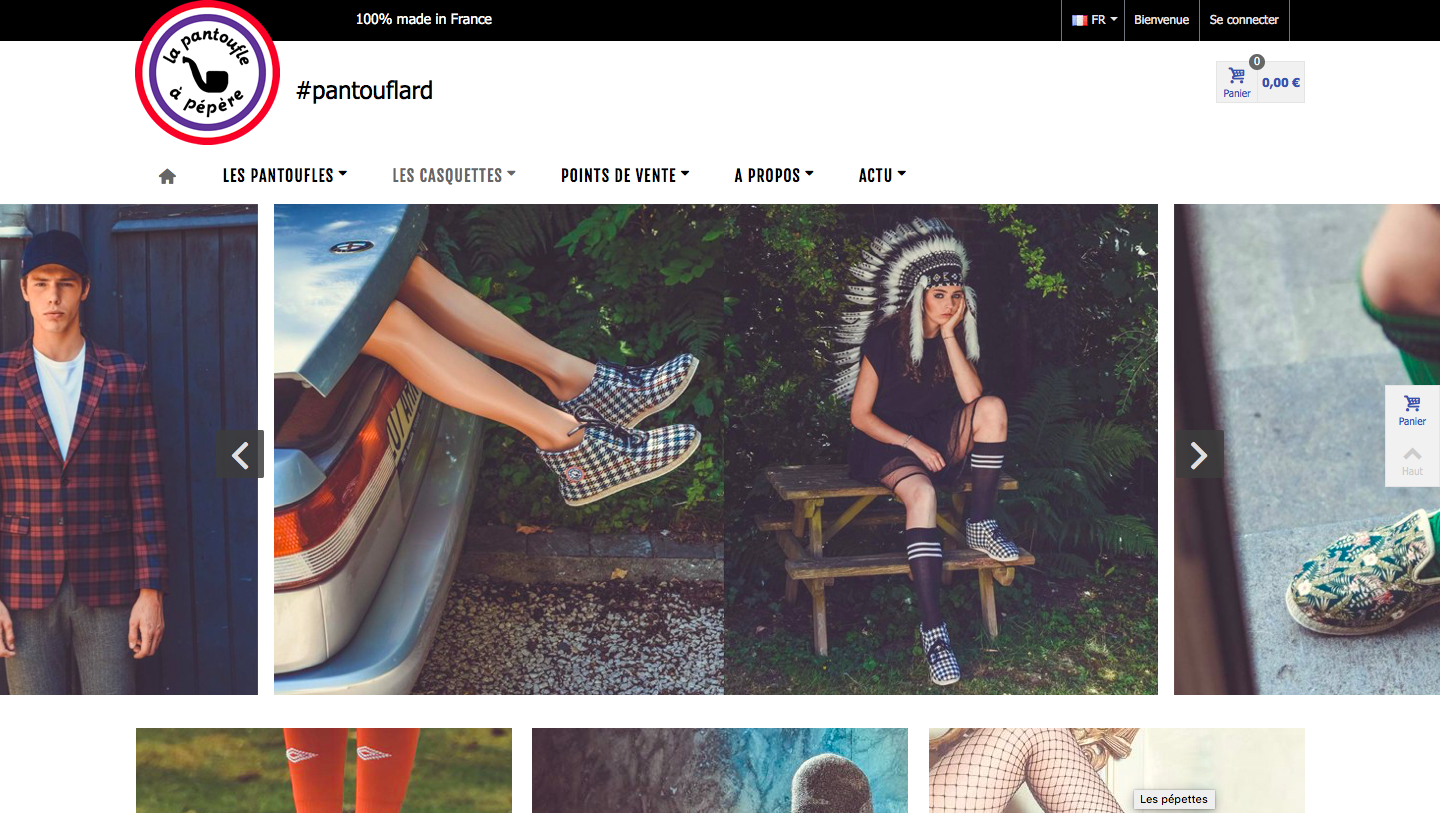 100% made in France
FR
Bienvenue
Se connecter
la pantoufle
à pépère
#pantouflard
0
Panier
0,00 €
LES PANTOUFLES
LES CASQUETTES
POINTS DE VENTE
A PROPOS
ACTU
Panier
Haut
Les pépettes